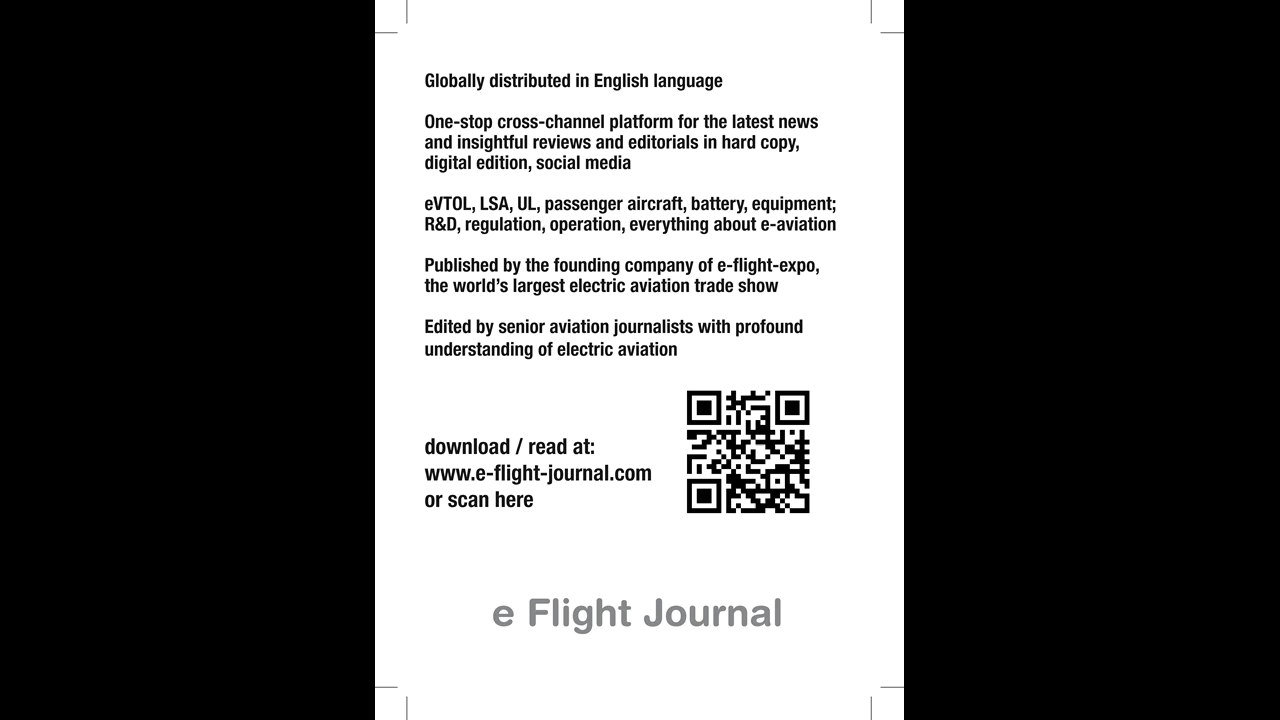 Globally distributed in English language
One-stop cross-channel platform for the latest news
and insightful reviews and editorials in hard copy,
digital edition, social media
eVTOL, LSA, UL, passenger aircraft, battery, equipment;
R&D, regulation, operation, everything about e-aviation
Published by the founding company of e-flight-expo,
the world’s largest electric aviation trade show
Edited by senior aviation journalists with profound
understanding of electric aviation
download / read at:
www.e-flight-journal.com
or scan here
e Flight Journal